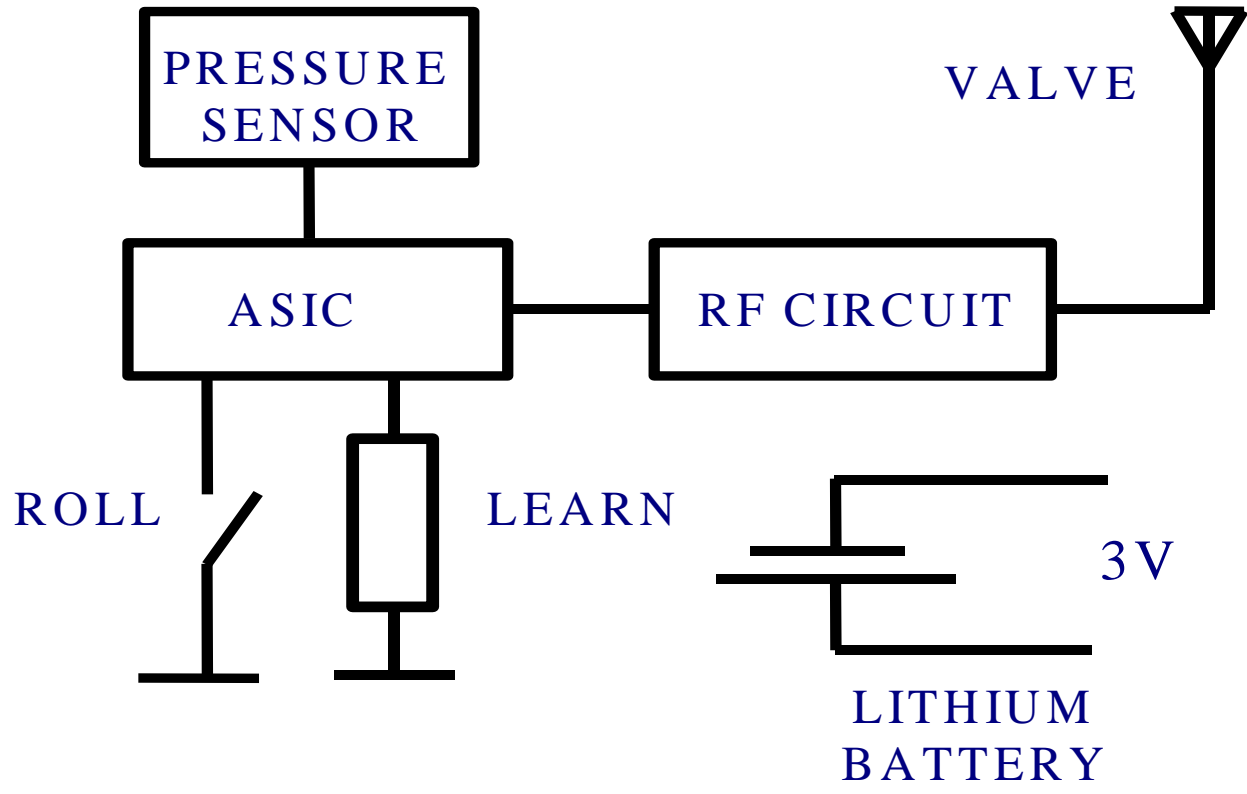 PRESSURE
SENSOR
VALVE
ASIC
RF CIRCUIT
ROLL
LEARN
3V
LITHIUM
BATTERY